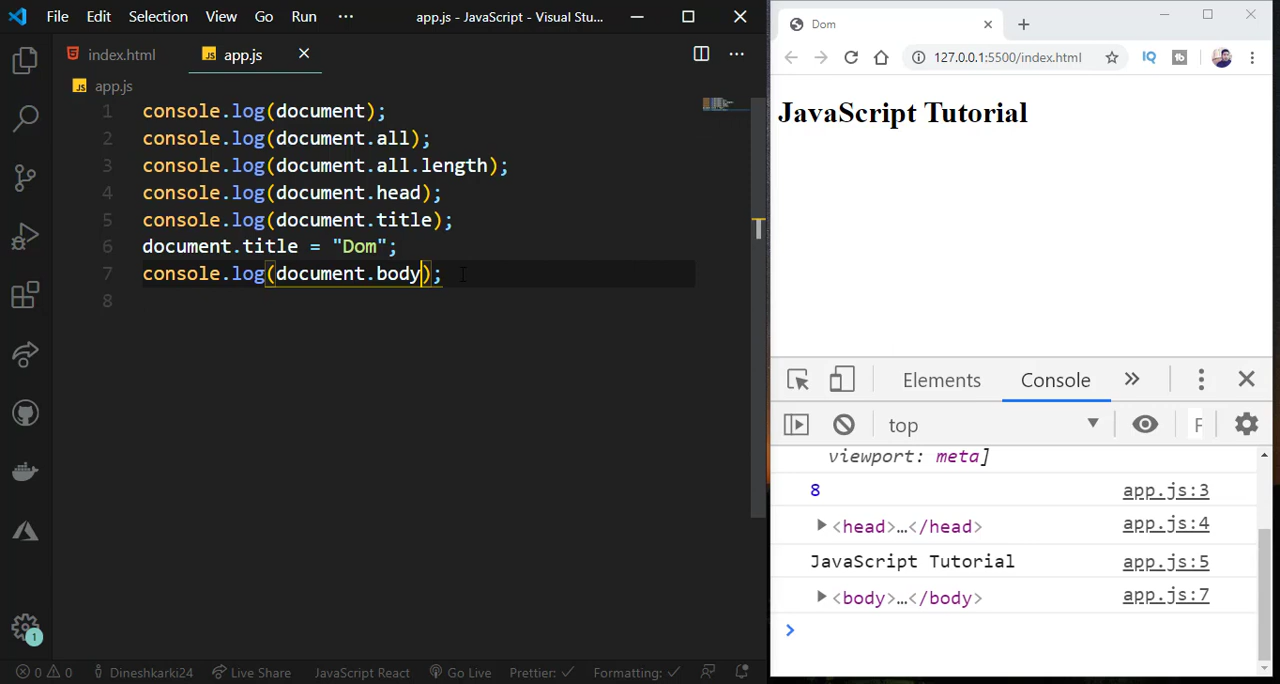 File Edit Selection View Go Run ··· app.js - JavaScript - Visual Stu...
index.html app.js
app.js
1 console.log(document);
2 console.log(document.all);
3 console.log(document.all.length);
4 console.log(document.head);
5 console.log(document.title);
6 document.title = "Dom";
7 console.log(document.body);
8
1
0 0 Dineshkarki24 Live Share JavaScript React Go Live Prettier: Formatting:
Dom
127.0.0.1:5500/index.html IQ tb
JavaScript Tutorial
Elements Console »
top F
viewport: meta]
8 app.js:3
<head>…</head> app.js:4
JavaScript Tutorial app.js:5
<body>…</body> app.js:7